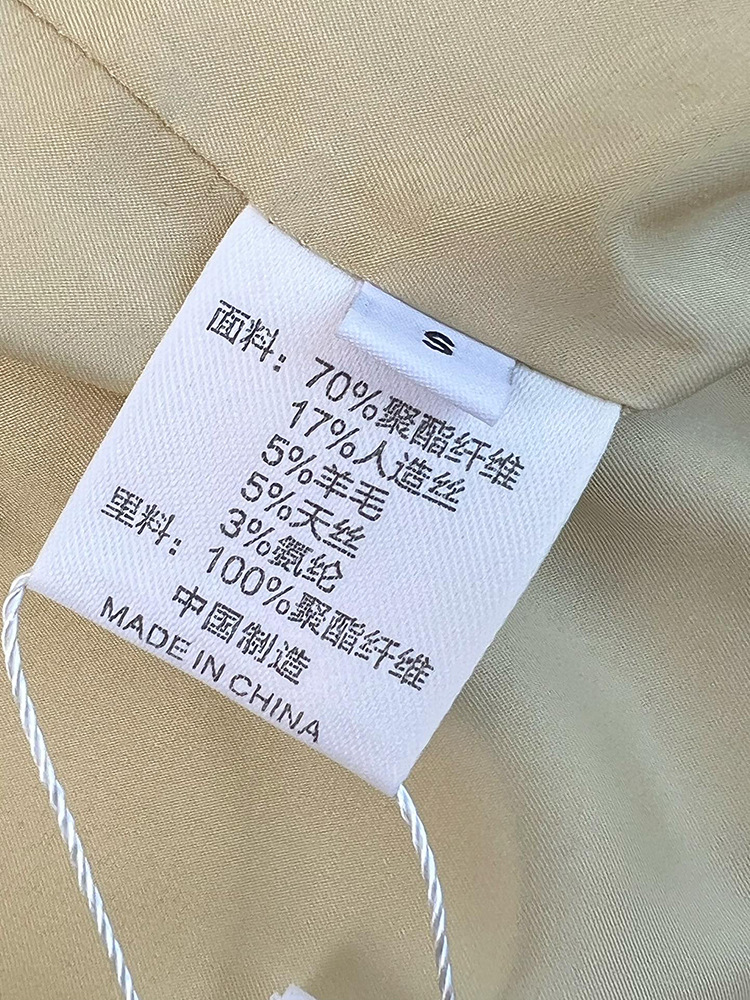 S
面料：70%聚酯纤维
17%人造丝
5%羊毛
5%天丝
3%氨纶
里料：100%聚酯纤维
中国制造
MADE IN CHINA